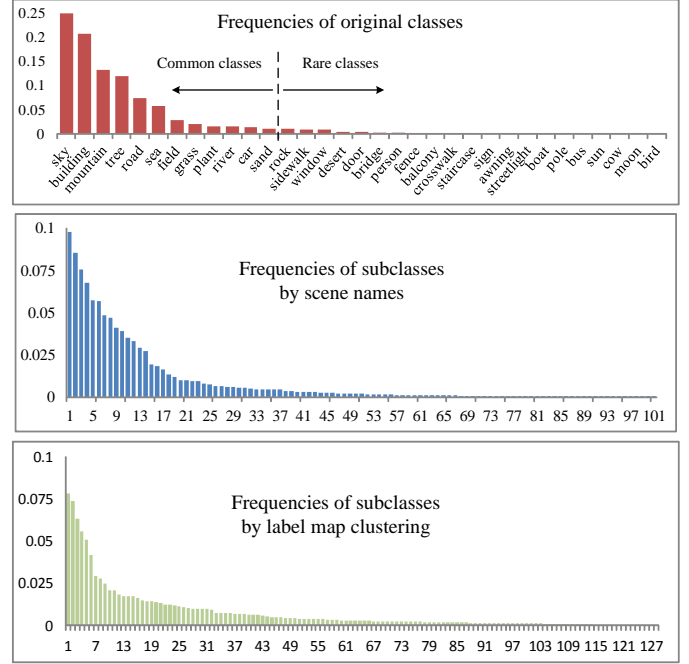 Frequencies of original classes
Common classes
Rare classes
0.25
0.2
0.15
0.1
0.05
0
sky
building
mountain
tree
road
sea
field
grass
plant
river
car
sand
rock
sidewalk
window
desert
door
bridge
person
fence
balcony
crosswalk
staircase
sign
awning
streetlight
boat
pole
bus
sun
cow
moon
bird
Frequencies of subclasses
by scene names
0.1
0.075
0.05
0.025
0
1 5 9 13 17 21 25 29 33 37 41 45 49 53 57 61 65 69 73 77 81 85 89 93 97 101
Frequencies of subclasses
by label map clustering
0.1
0.075
0.05
0.025
0
1 7 13 19 25 31 37 43 49 55 61 67 73 79 85 91 97 103 109 115 121 127